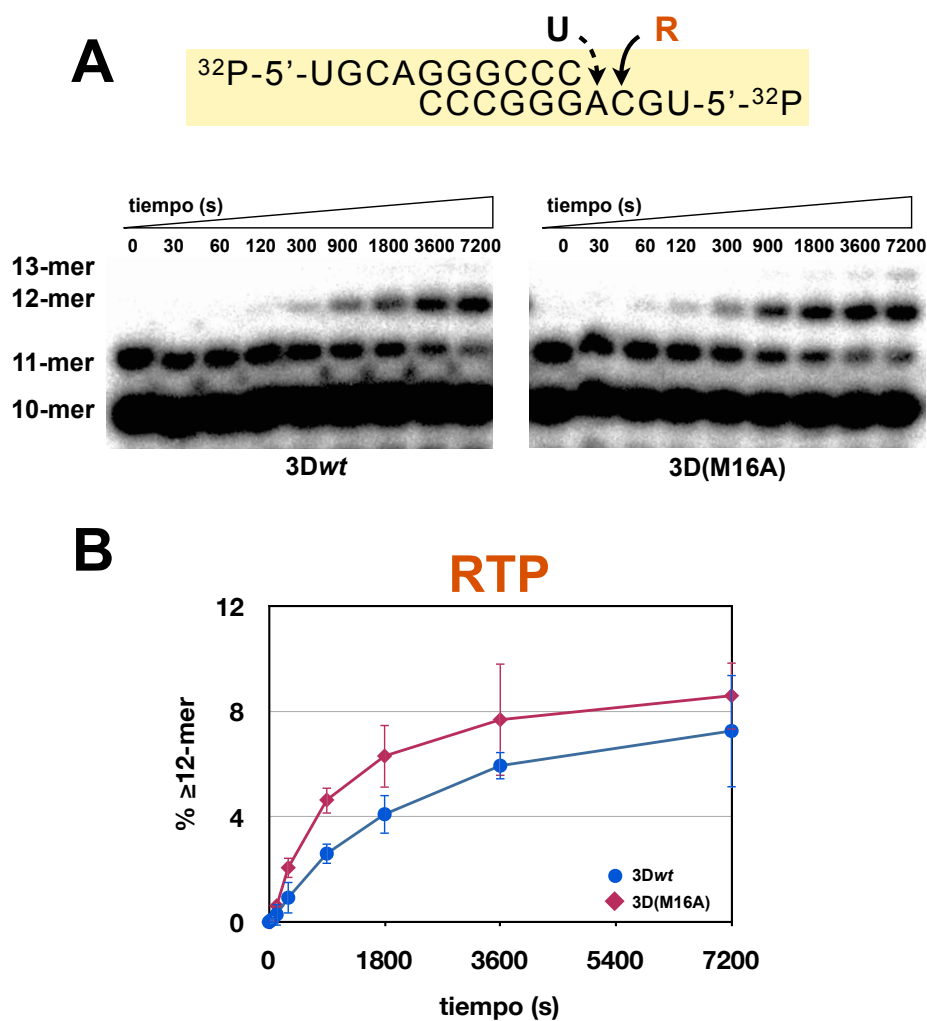 A
U R
³²P-5’-UGCAGGGCCC
CCCGGGACGU-5’-³²P
tiempo (s)
0 30 60 120 300 900 1800 3600 7200
tiempo (s)
0 30 60 120 300 900 1800 3600 7200
13-mer
12-mer
11-mer
10-mer
3Dwt
3D(M16A)
B
RTP
12
8
4
0
% ≥12-mer
3Dwt
3D(M16A)
0 1800 3600 5400 7200
tiempo (s)